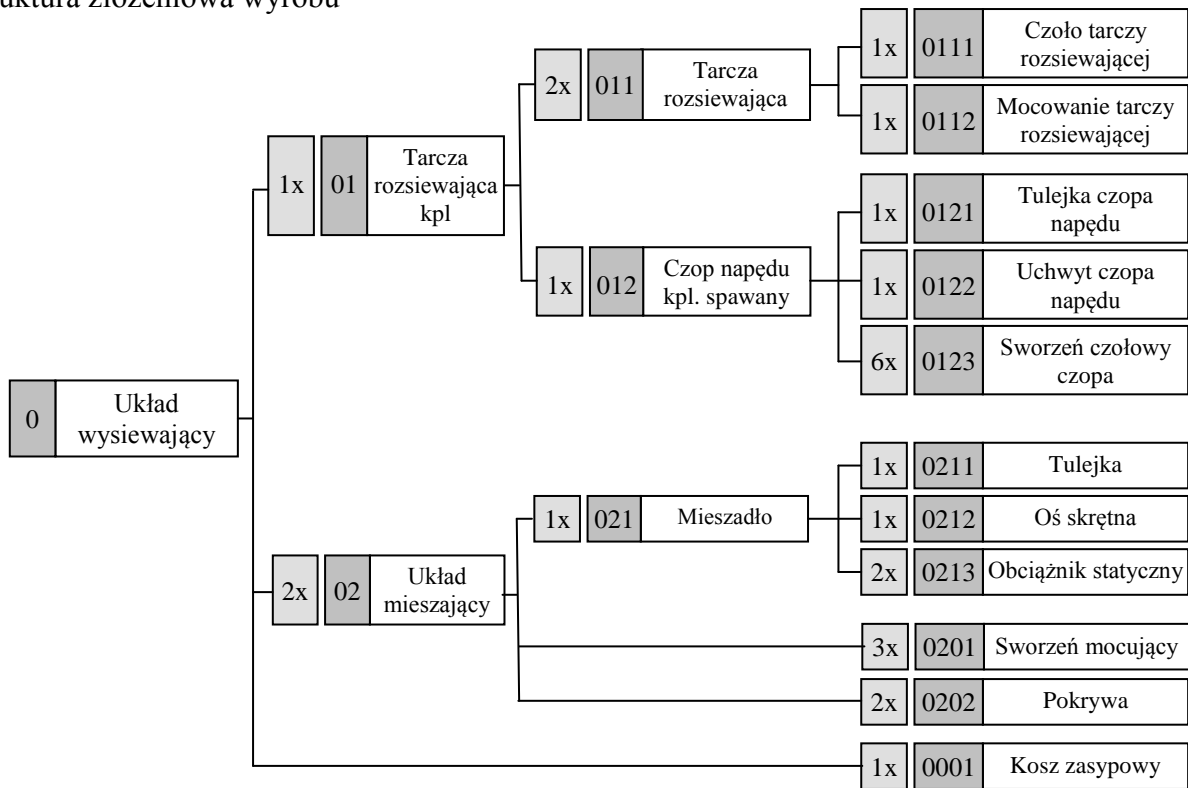 złożeniowa wyrobu
1x 0111 Czoło tarczy
rozsiewającej
2x 011 Tarcza
rozsiewająca
1x 0112 Mocowanie tarczy
rozsiewającej
1x 01 Tarcza
rozsiewająca
kpl
1x 0121 Tulejka czopa
napędu
1x 012 Czop napędu
kpl. spawany
1x 0122 Uchwyt czopa
napędu
6x 0123 Sworzeń czołowy
czopa
0 Układ
wysiewający
1x 0211 Tulejka
1x 021 Mieszadło
1x 0212 Oś skrętna
2x 0213 Obciążnik statyczny
2x 02 Układ
mieszający
3x 0201 Sworzeń mocujący
2x 0202 Pokrywa
1x 0001 Kosz zasypowy